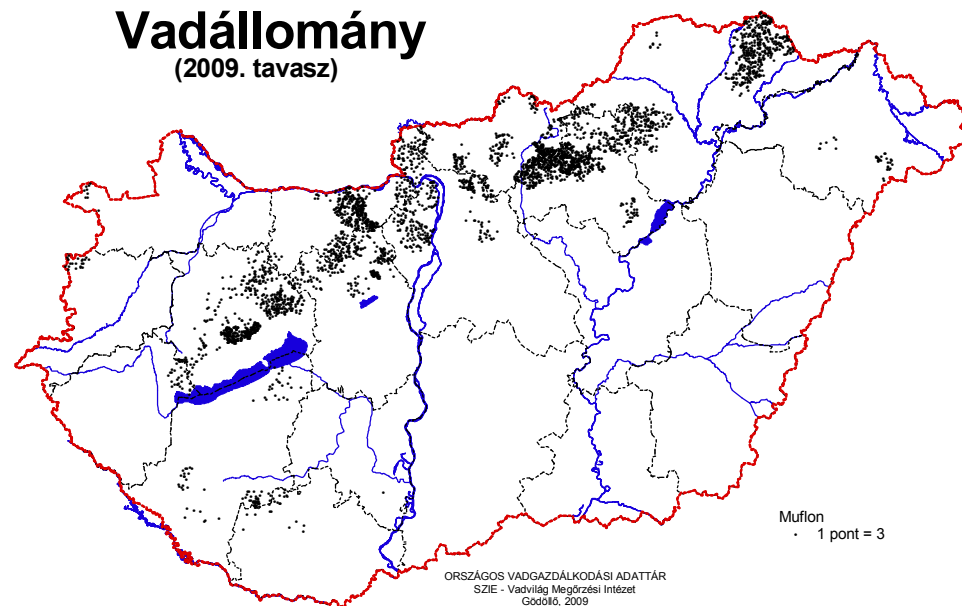 Vadállomány
(2009. tavasz)
Muflon
1 pont = 3
ORSZÁGOS VADGAZDÁLKODÁSI ADATTÁR
SZIE - Vadvilág Megőrzési Intézet
Gödöllő, 2009